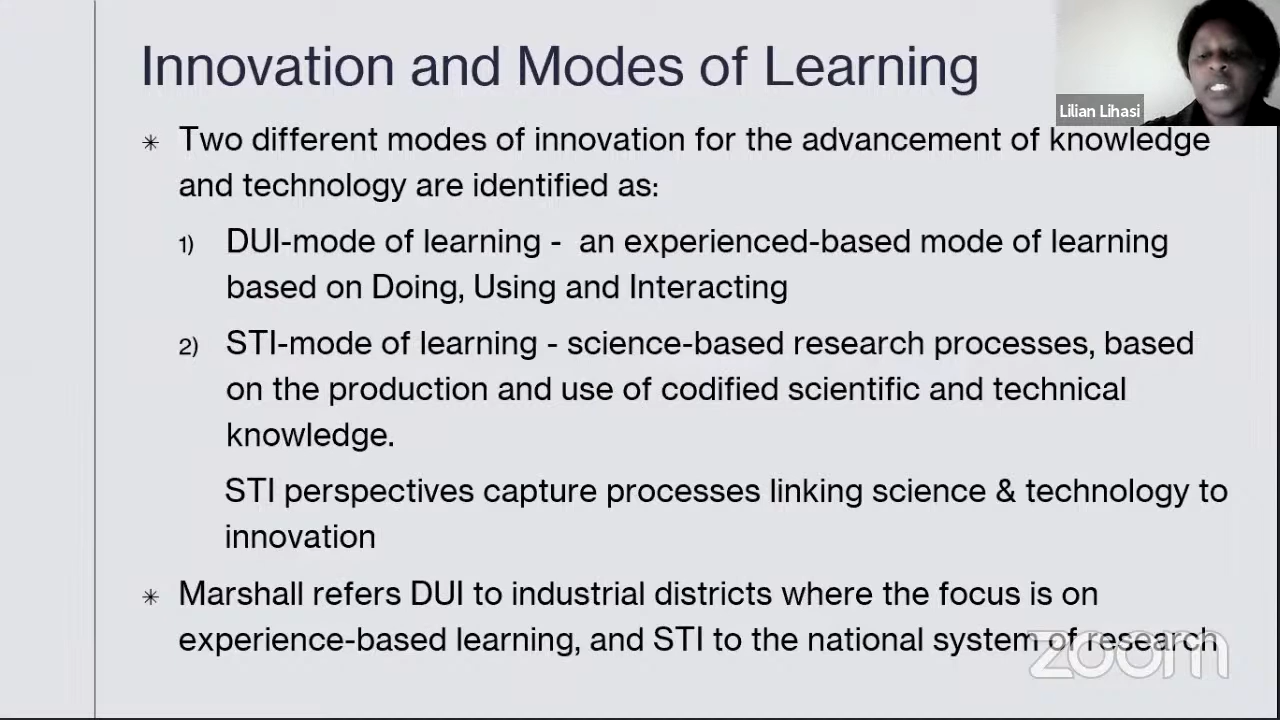 Innovation and Modes of Learning
Lilian Lihasi
* Two different modes of innovation for the advancement of knowledge
and technology are identified as:
1) DUI-mode of learning - an experienced-based mode of learning
based on Doing, Using and Interacting
2) STI-mode of learning - science-based research processes, based
on the production and use of codified scientific and technical
knowledge.
STI perspectives capture processes linking science & technology to
innovation
* Marshall refers DUI to industrial districts where the focus is on
experience-based learning, and STI to the national system of research
zoom